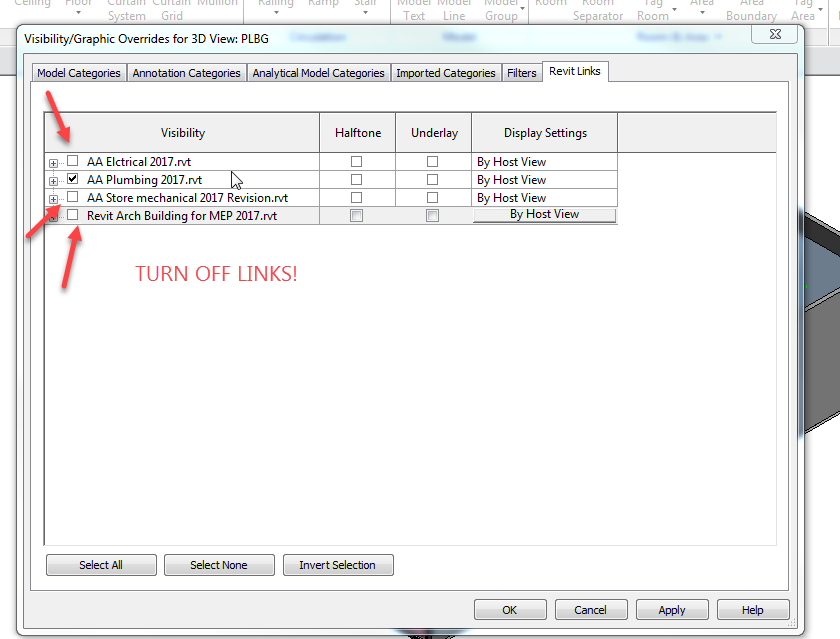 Ceiling Floor Curtain Curtain Mullion Railing Ramp Stair Model Model Model Room Room Tag Area Area Tag
System Grid Text Line Group Separator Room Boundary Area
Visibility/Graphic Overrides for 3D View: PLBG
Model Categories Annotation Categories Analytical Model Categories Imported Categories Filters Revit Links
Visibility Halftone Underlay Display Settings
AA Elctrical 2017.rvt By Host View
AA Plumbing 2017.rvt By Host View
AA Store mechanical 2017 Revision.rvt By Host View
Revit Arch Building for MEP 2017.rvt By Host View
TURN OFF LINKS!
Select All Select None Invert Selection
OK Cancel Apply Help